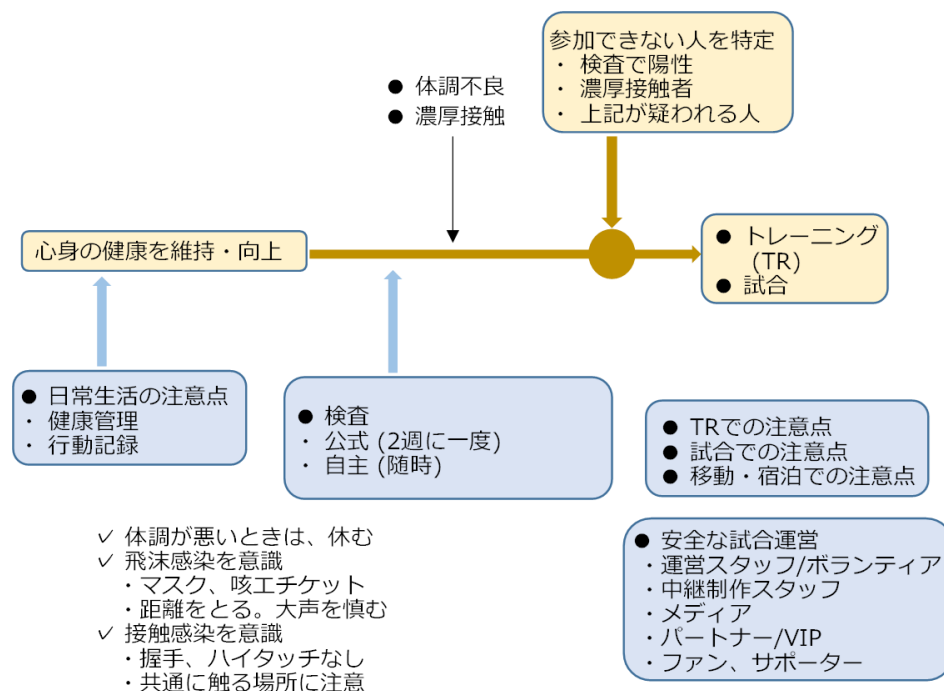 参加できない人を特定
・ 検査で陽性
・ 濃厚接触者
・ 上記が疑われる人
● 体調不良
● 濃厚接触
心身の健康を維持・向上
● トレーニング
(TR)
● 試合
● 日常生活の注意点
・ 健康管理
・ 行動記録
● 検査
・ 公式 (2週に一度)
・ 自主 (随時)
● TRでの注意点
● 試合での注意点
● 移動・宿泊での注意点
✓ 体調が悪いときは、休む
✓ 飛沫感染を意識
・マスク、咳エチケット
・距離をとる。大声を慎む
✓ 接触感染を意識
・握手、ハイタッチなし
・共通に触る場所に注意
● 安全な試合運営
・運営スタッフ/ボランティア
・中継制作スタッフ
・メディア
・パートナー/VIP
・ファン、サポーター